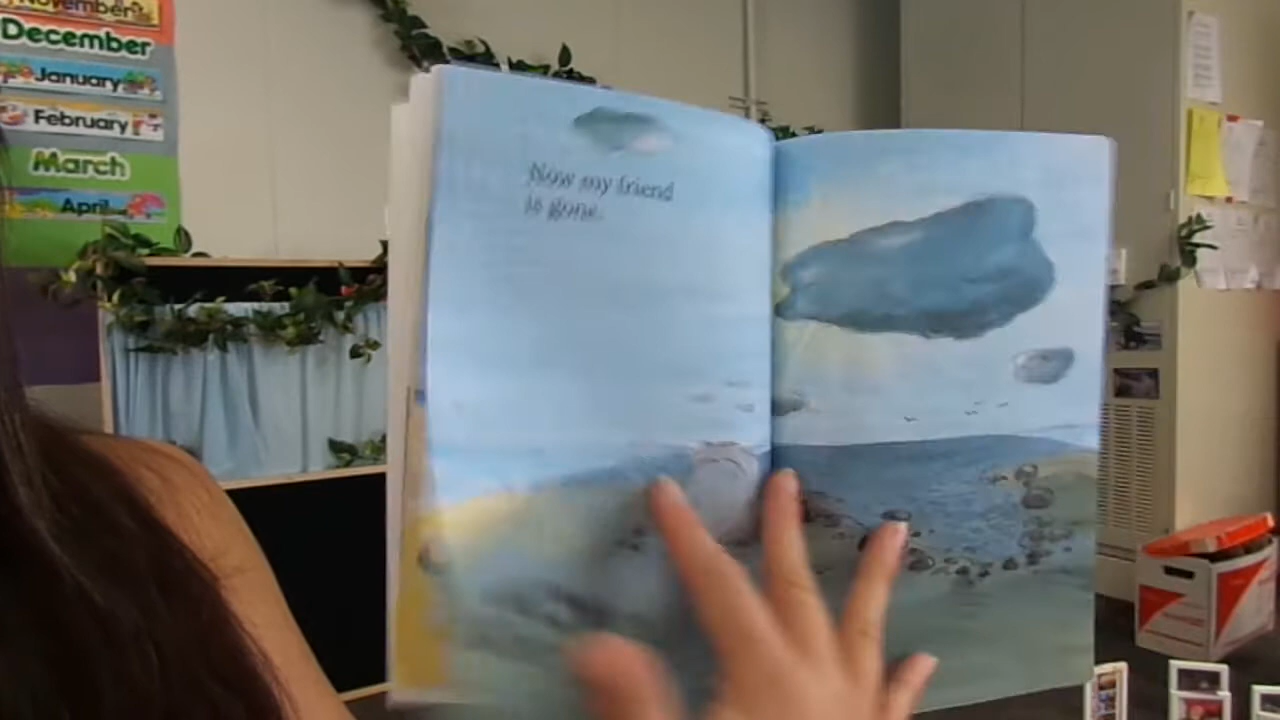 November
December
January
February
March
April
Now my friend
is gone.